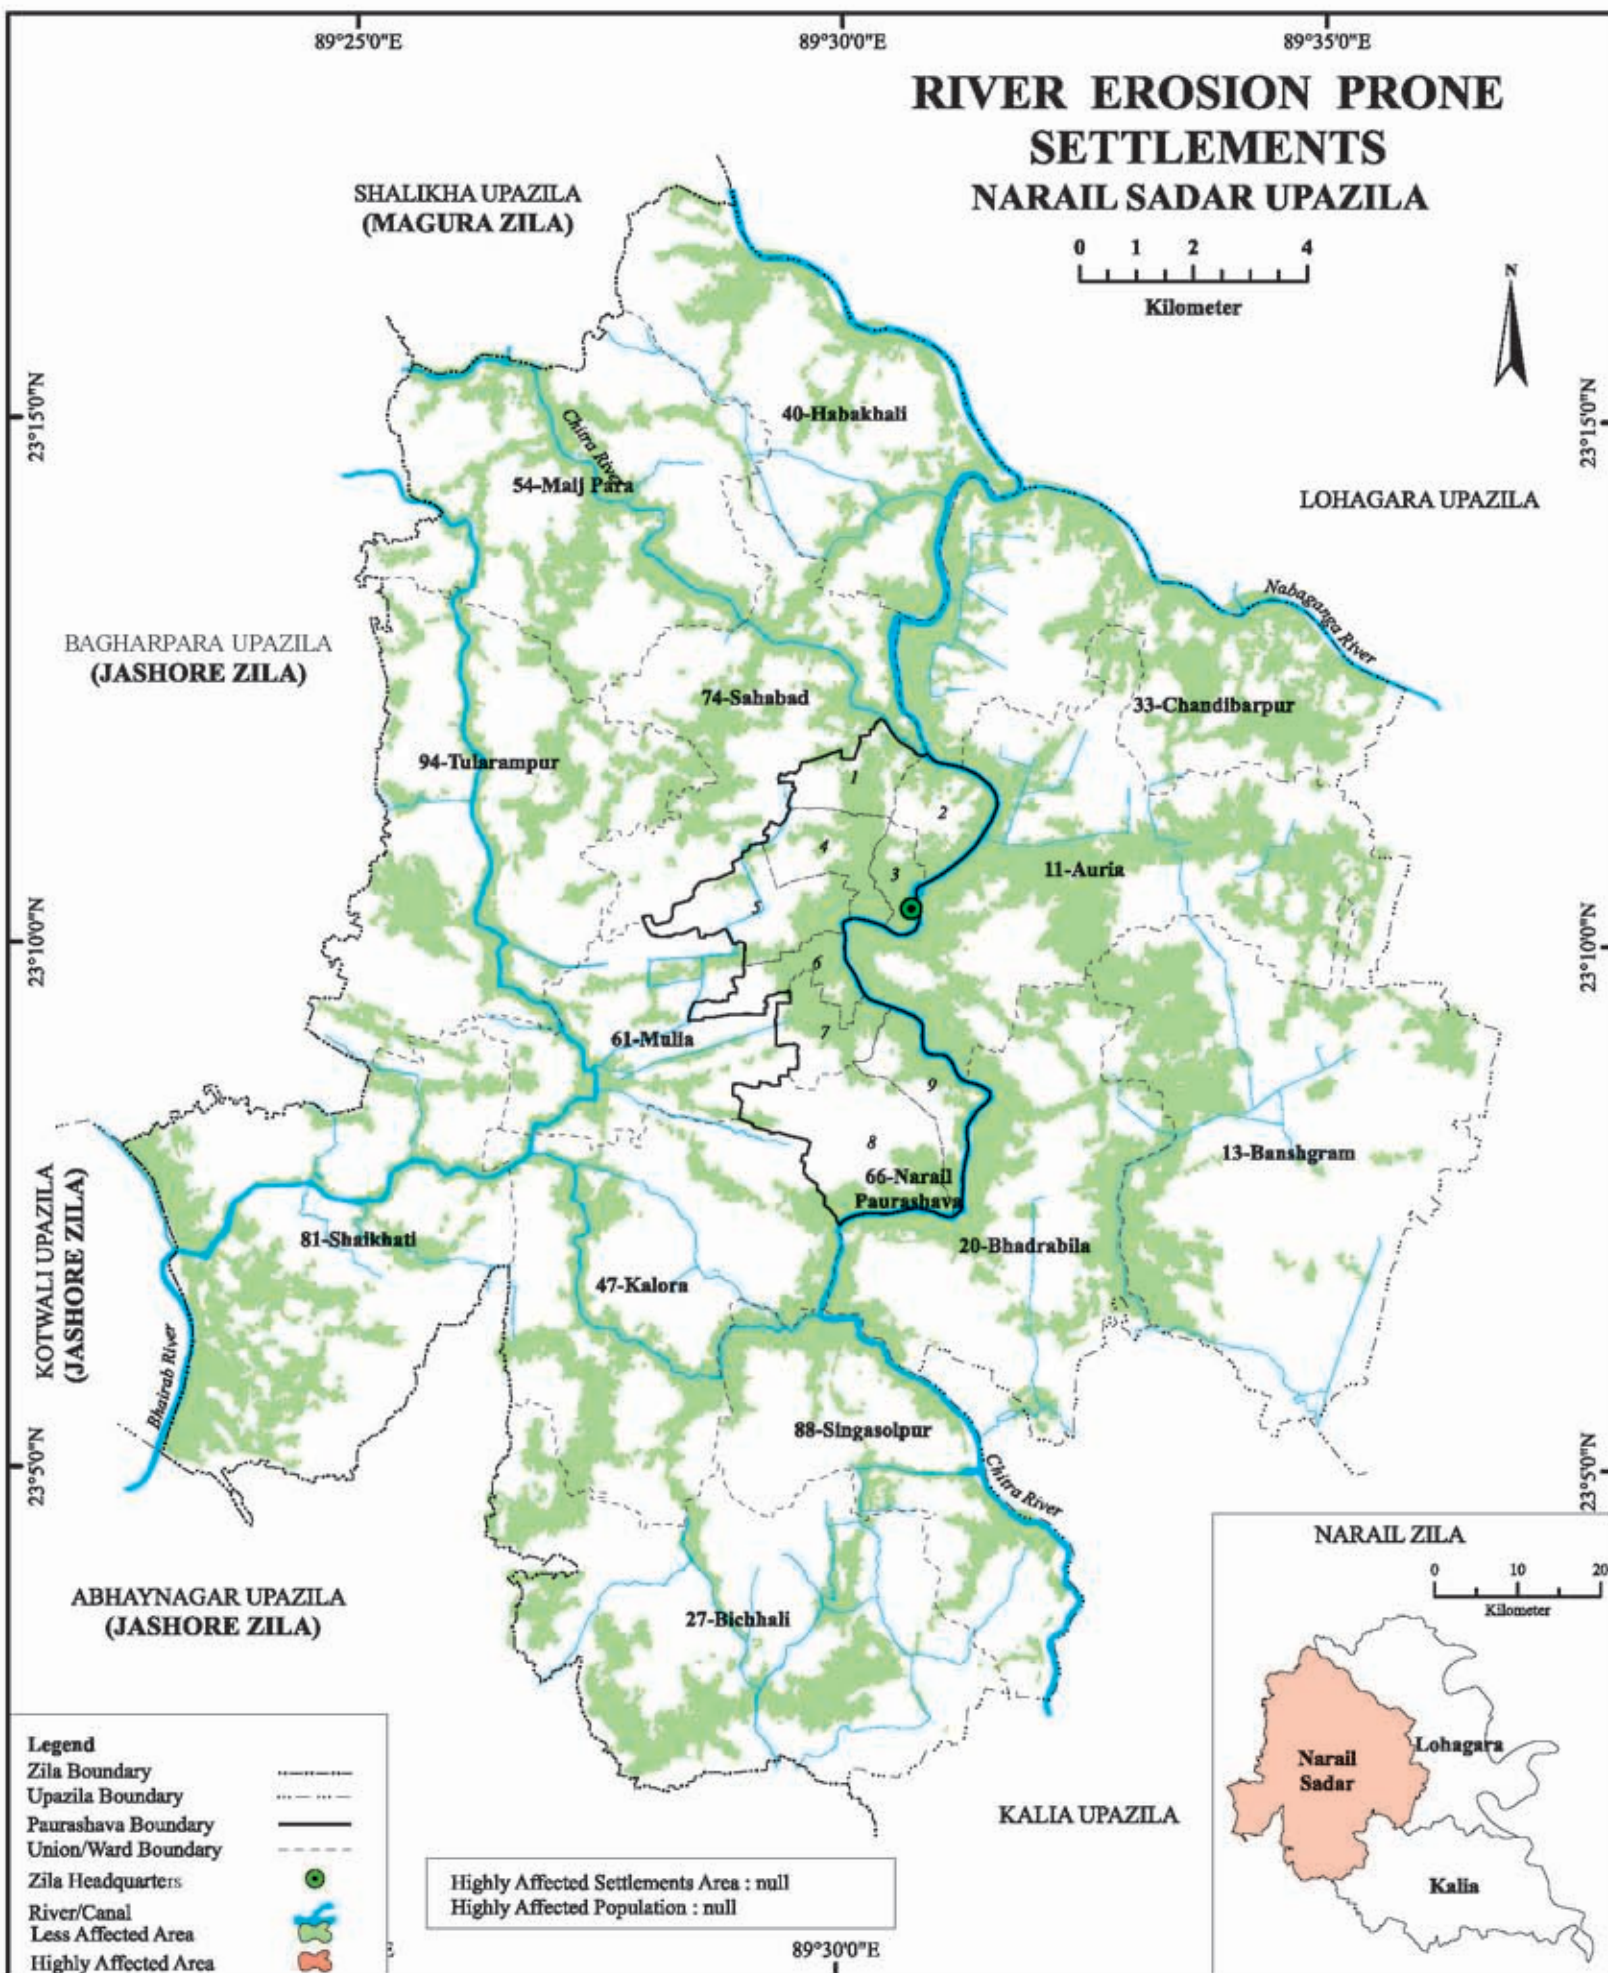 89°25'0"E
89°30'0"E
89°35'0"E
RIVER EROSION PRONE
SETTLEMENTS
NARAIL SADAR UPAZILA
0 1 2 4
Kilometer
N
SHALIKHA UPAZILA
(MAGURA ZILA)
23°15'0"N
23°15'0"N
40-Habakhali
Chitra River
54-Maij Para
LOHAGARA UPAZILA
Nabaganga River
BAGHARPARA UPAZILA
(JASHORE ZILA)
74-Sahabad
33-Chandibarpur
94-Tularampur
1
2
4
3
11-Auria
5
23°10'0"N
23°10'0"N
6
61-Mulia
7
9
8
13-Banshgram
66-Narail
Paurashava
KOTWALI UPAZILA
(JASHORE ZILA)
81-Shaikhati
20-Bhadrabila
47-Kalora
Bhairab River
88-Singasolpur
23°5'0"N
23°5'0"N
Chitra River
ABHAYNAGAR UPAZILA
(JASHORE ZILA)
27-Bichhali
KALIA UPAZILA
NARAIL ZILA
0 10 20
Kilometer
Lohagara
Narail
Sadar
Kalia
Legend
Zila Boundary
Upazila Boundary
Paurashava Boundary
Union/Ward Boundary
Zila Headquarters
River/Canal
Less Affected Area
Highly Affected Area
Highly Affected Settlements Area : null
Highly Affected Population : null
E
89°30'0"E